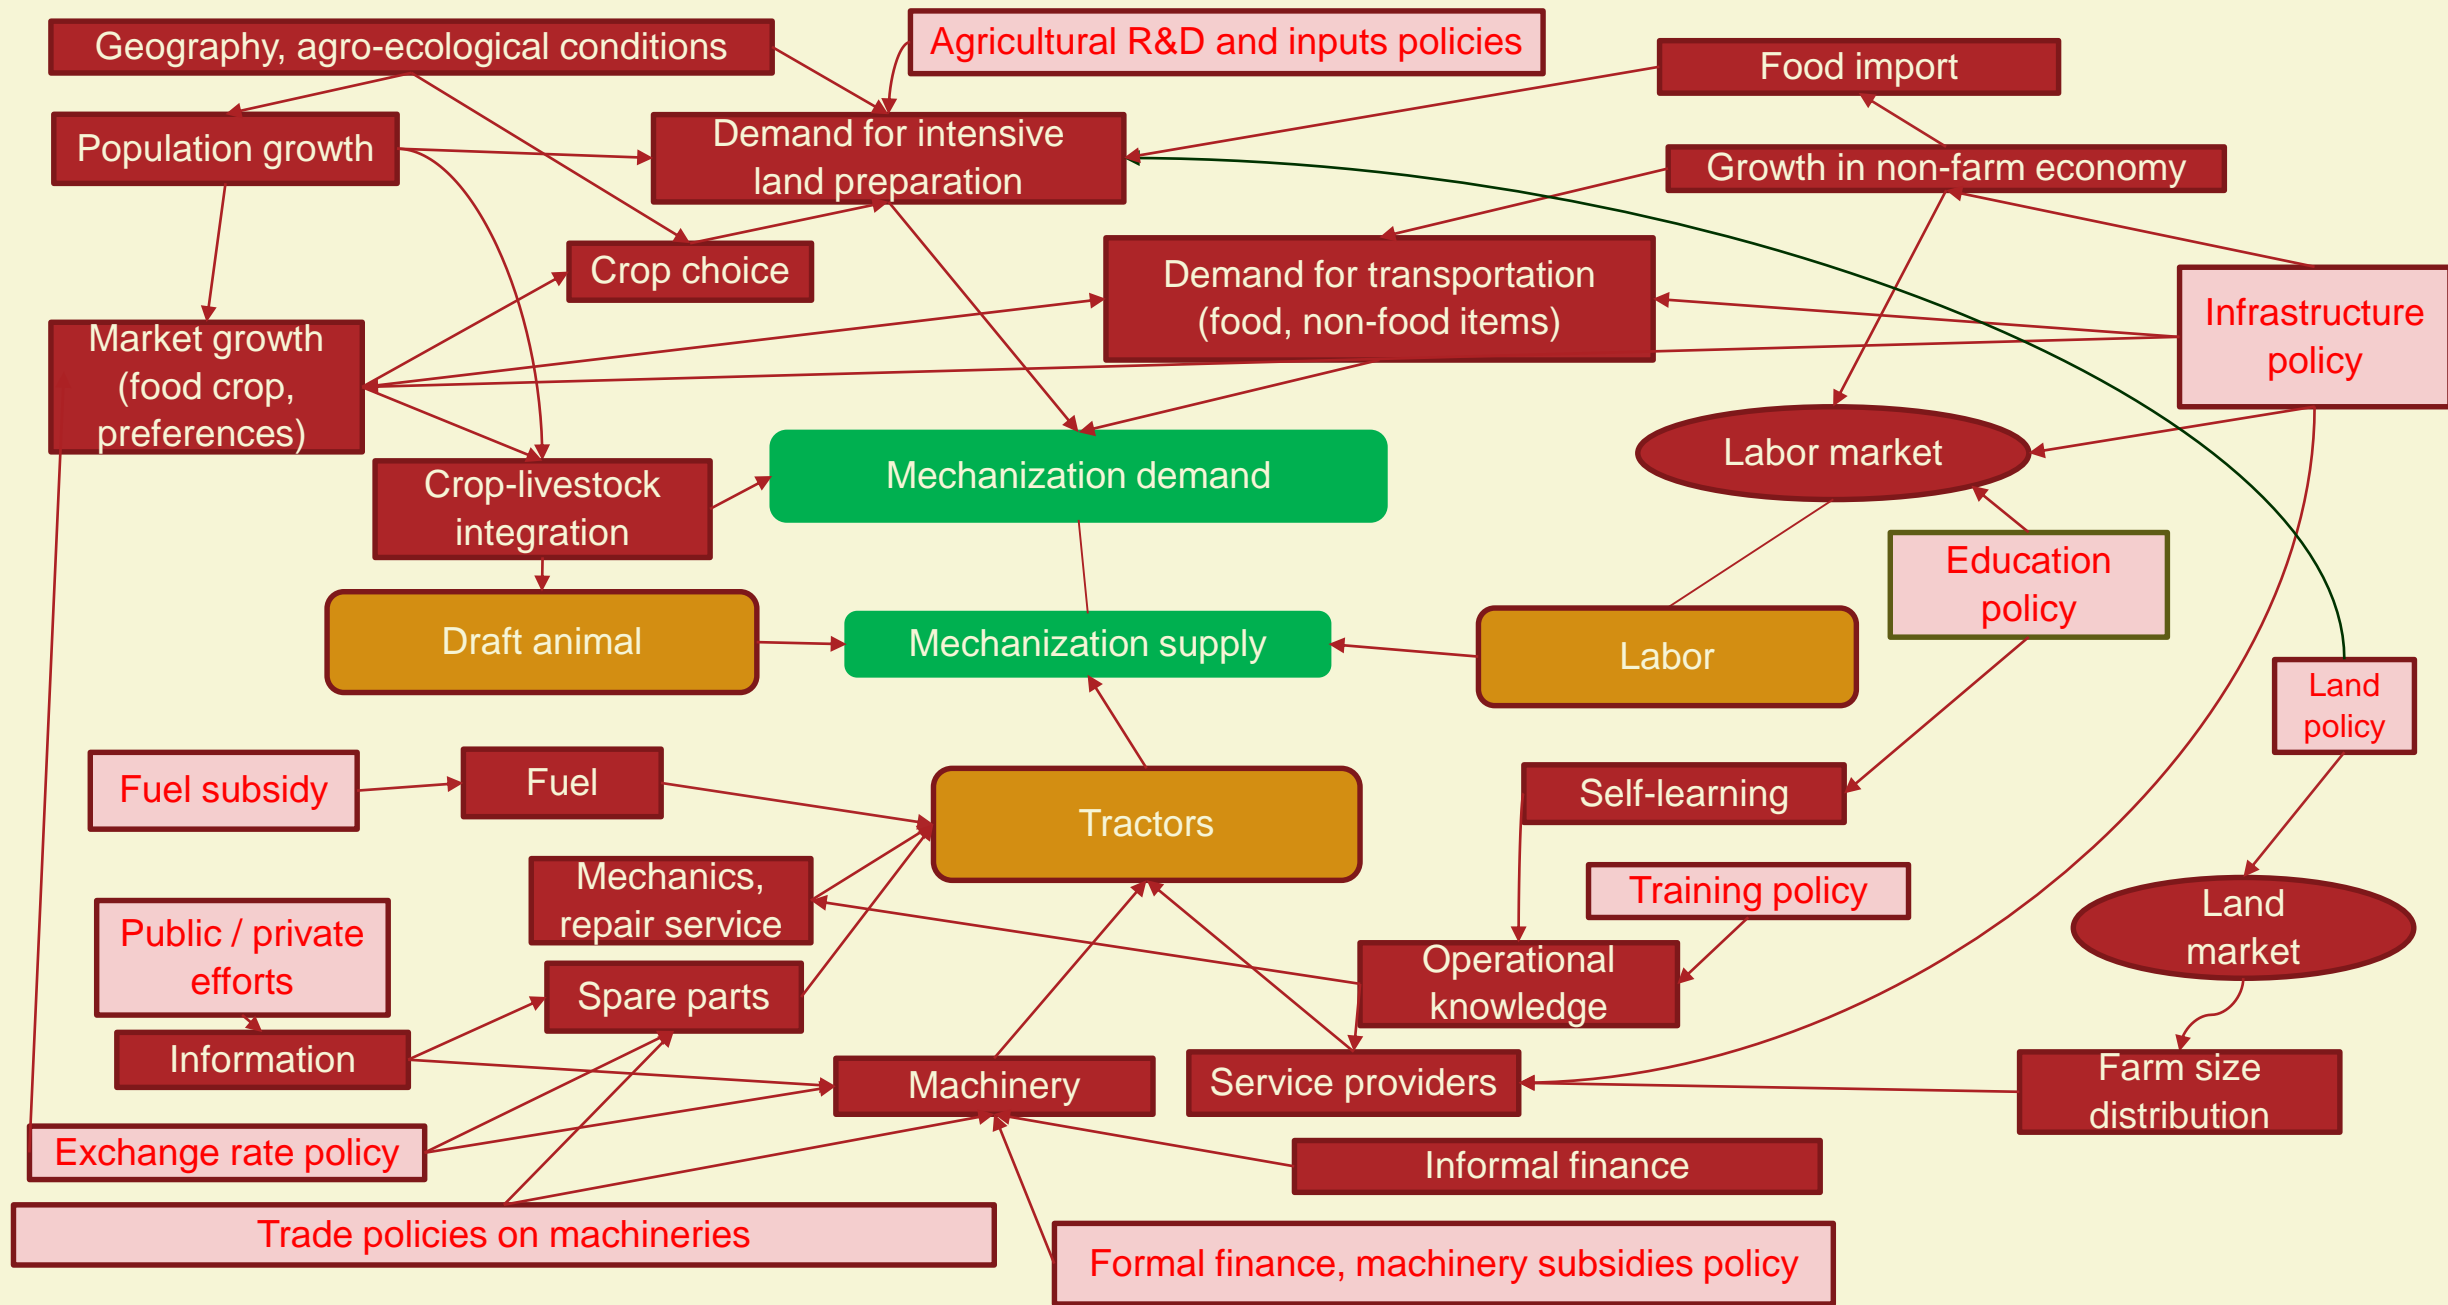 Geography, agro-ecological conditions
Agricultural R&D and inputs policies
Food import
Population growth
Demand for intensive
land preparation
Growth in non-farm economy
Crop choice
Demand for transportation
(food, non-food items)
Infrastructure
policy
Market growth
(food crop,
preferences)
Crop-livestock
integration
Mechanization demand
Labor market
Education
policy
Draft animal
Mechanization supply
Labor
Land
policy
Fuel subsidy
Fuel
Tractors
Self-learning
Mechanics,
repair service
Training policy
Land
market
Public / private
efforts
Spare parts
Operational
knowledge
Information
Machinery
Service providers
Farm size
distribution
Exchange rate policy
Informal finance
Trade policies on machineries
Formal finance, machinery subsidies policy